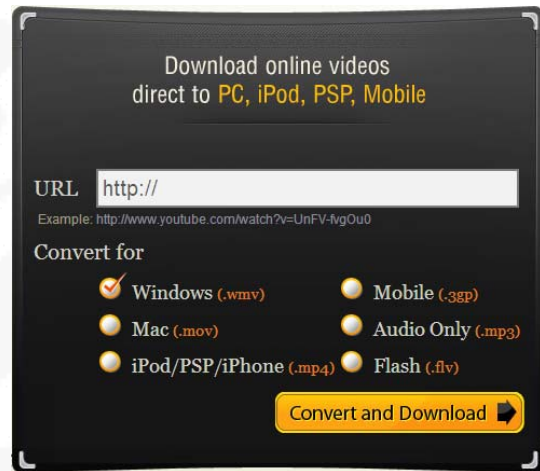 Download online videos
direct to PC, iPod, PSP, Mobile
URL http://
Example: http://www.youtube.com/watch?v=UnFV-fvgOu0
Convert for
Windows (.wmv) Mobile (.3gp)
Mac (.mov) Audio Only (.mp3)
iPod/PSP/iPhone (.mp4) Flash (.flv)
Convert and Download